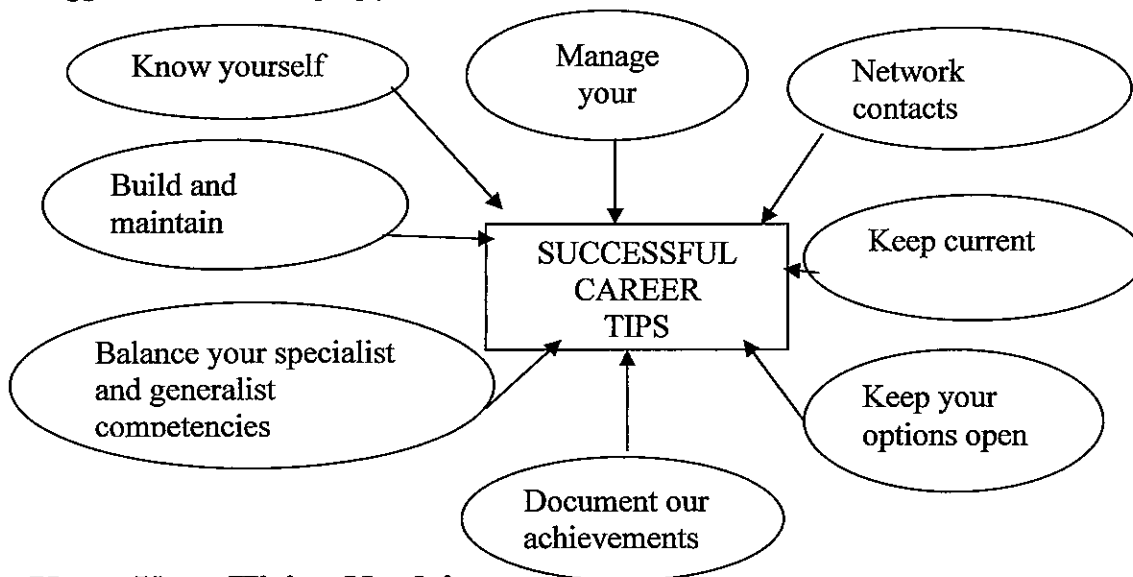 Know yourself
Manage
your
Network
contacts
Build and
maintain
SUCCESSFUL
CAREER
TIPS
Keep current
Balance your specialist
and generalist
competencies
Keep your
options open
Document our
achievements